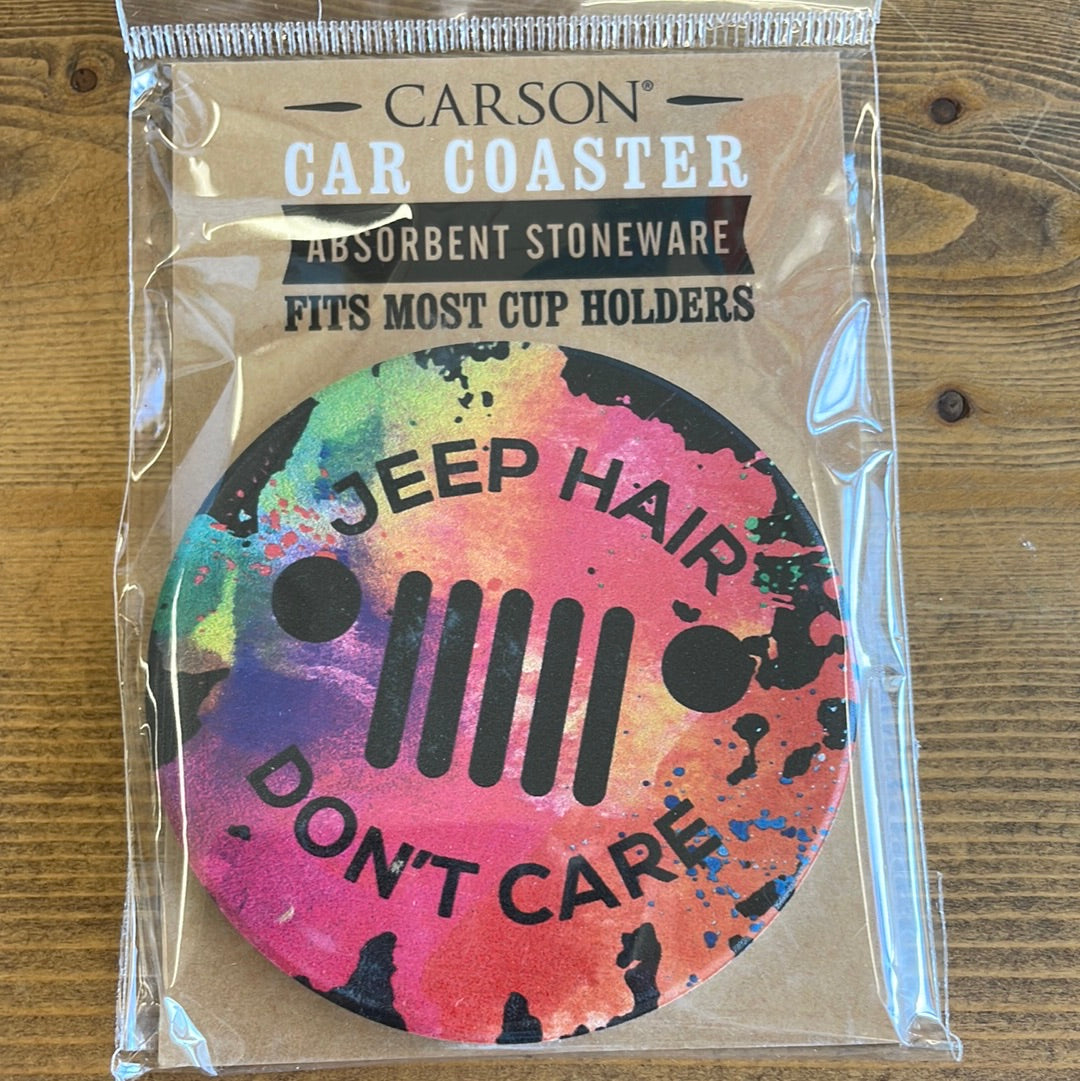 CARSON®
CAR COASTER
ABSORBENT STONEWARE
FITS MOST CUP HOLDERS
JEEP HAIR
DON'T CARE